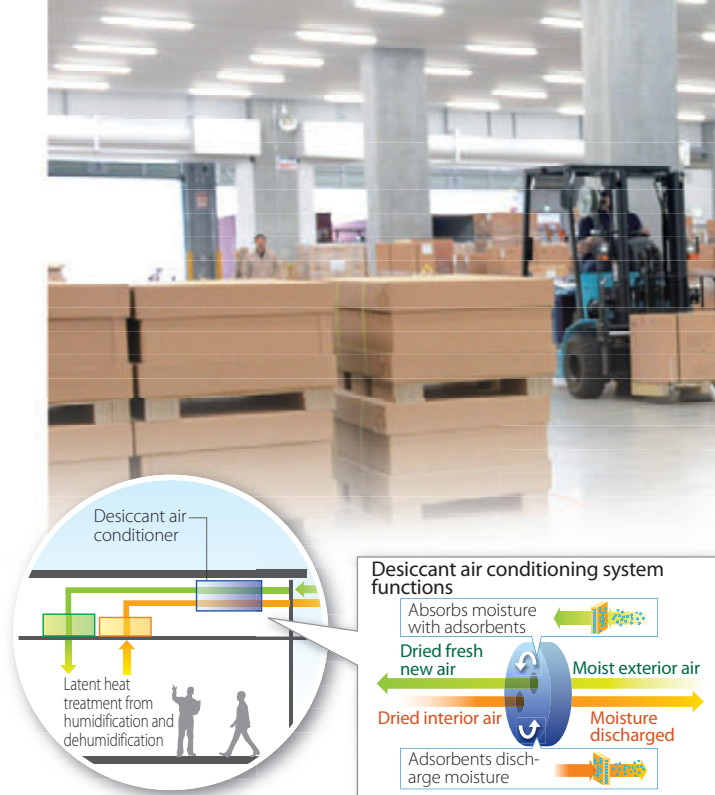 Desiccant air
conditioner
Latent heat
treatment from
humidification and
dehumidification
Desiccant air conditioning system
functions
Absorbs moisture
with adsorbents
Dried fresh
new air
Moist exterior air
Dried interior air
Moisture
discharged
Adsorbents disch-
arge moisture